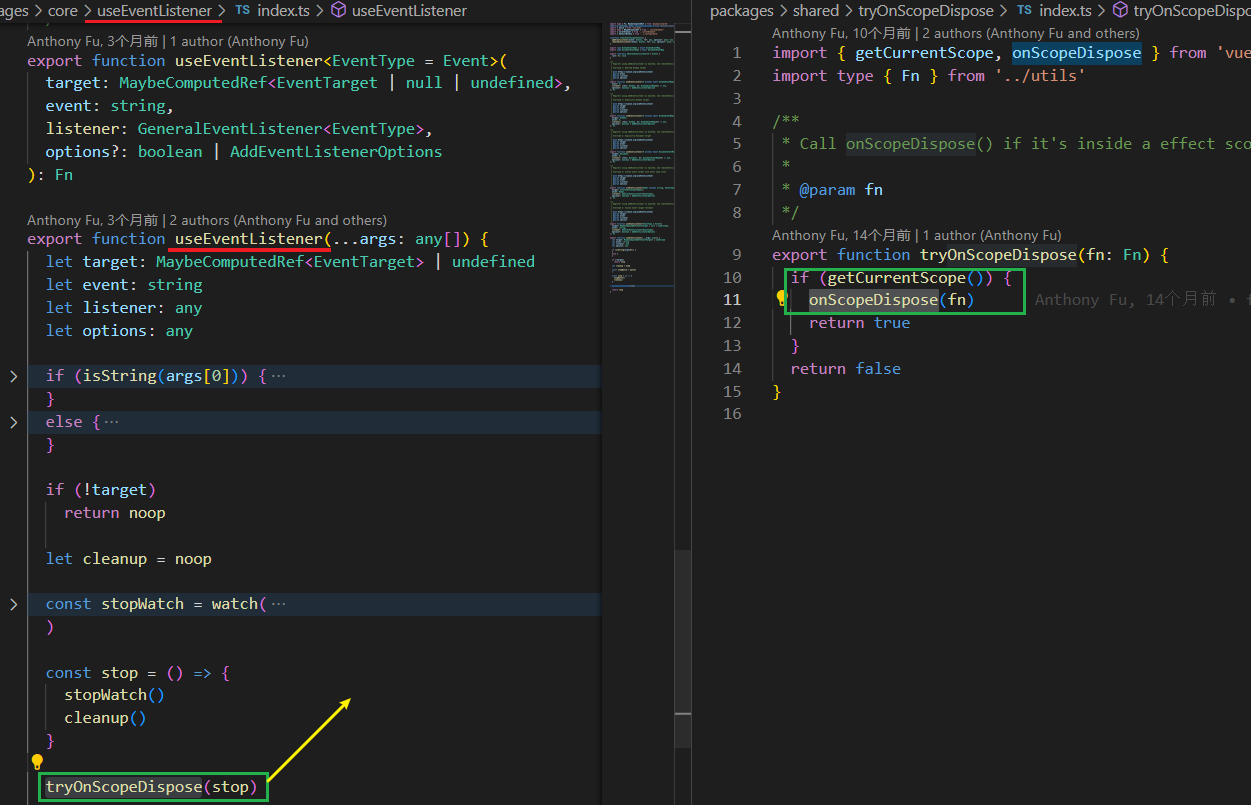 ages > core > useEventListener > TS index.ts > useEventListener
Anthony Fu, 3个月前 | 1 author (Anthony Fu)
export function useEventListener<EventType = Event>(
target: MaybeComputedRef<EventTarget | null | undefined>,
event: string,
listener: GeneralEventListener<EventType>,
options?: boolean | AddEventListenerOptions
): Fn
Anthony Fu, 3个月前 | 2 authors (Anthony Fu and others)
export function useEventListener(...args: any[]) {
let target: MaybeComputedRef<EventTarget> | undefined
let event: string
let listener: any
let options: any
if (isString(args[0])) { ···
}
else { ···
}
if (!target)
return noop
let cleanup = noop
const stopWatch = watch( ···
)
const stop = () => {
stopWatch()
cleanup()
}
tryOnScopeDispose(stop)
packages > shared > tryOnScopeDispose > TS index.ts > tryOnScopeDispo
Anthony Fu, 10个月前 | 2 authors (Anthony Fu and others)
1 import { getCurrentScope, onScopeDispose } from 'vue
2 import type { Fn } from '../utils'
3
4 /**
5 * Call onScopeDispose() if it's inside a effect sco
6 *
7 * @param fn
8 */
Anthony Fu, 14个月前 | 1 author (Anthony Fu)
9 export function tryOnScopeDispose(fn: Fn) {
10 if (getCurrentScope()) {
11 onScopeDispose(fn) Anthony Fu, 14个月前 •
12 return true
13 }
14 return false
15 }
16